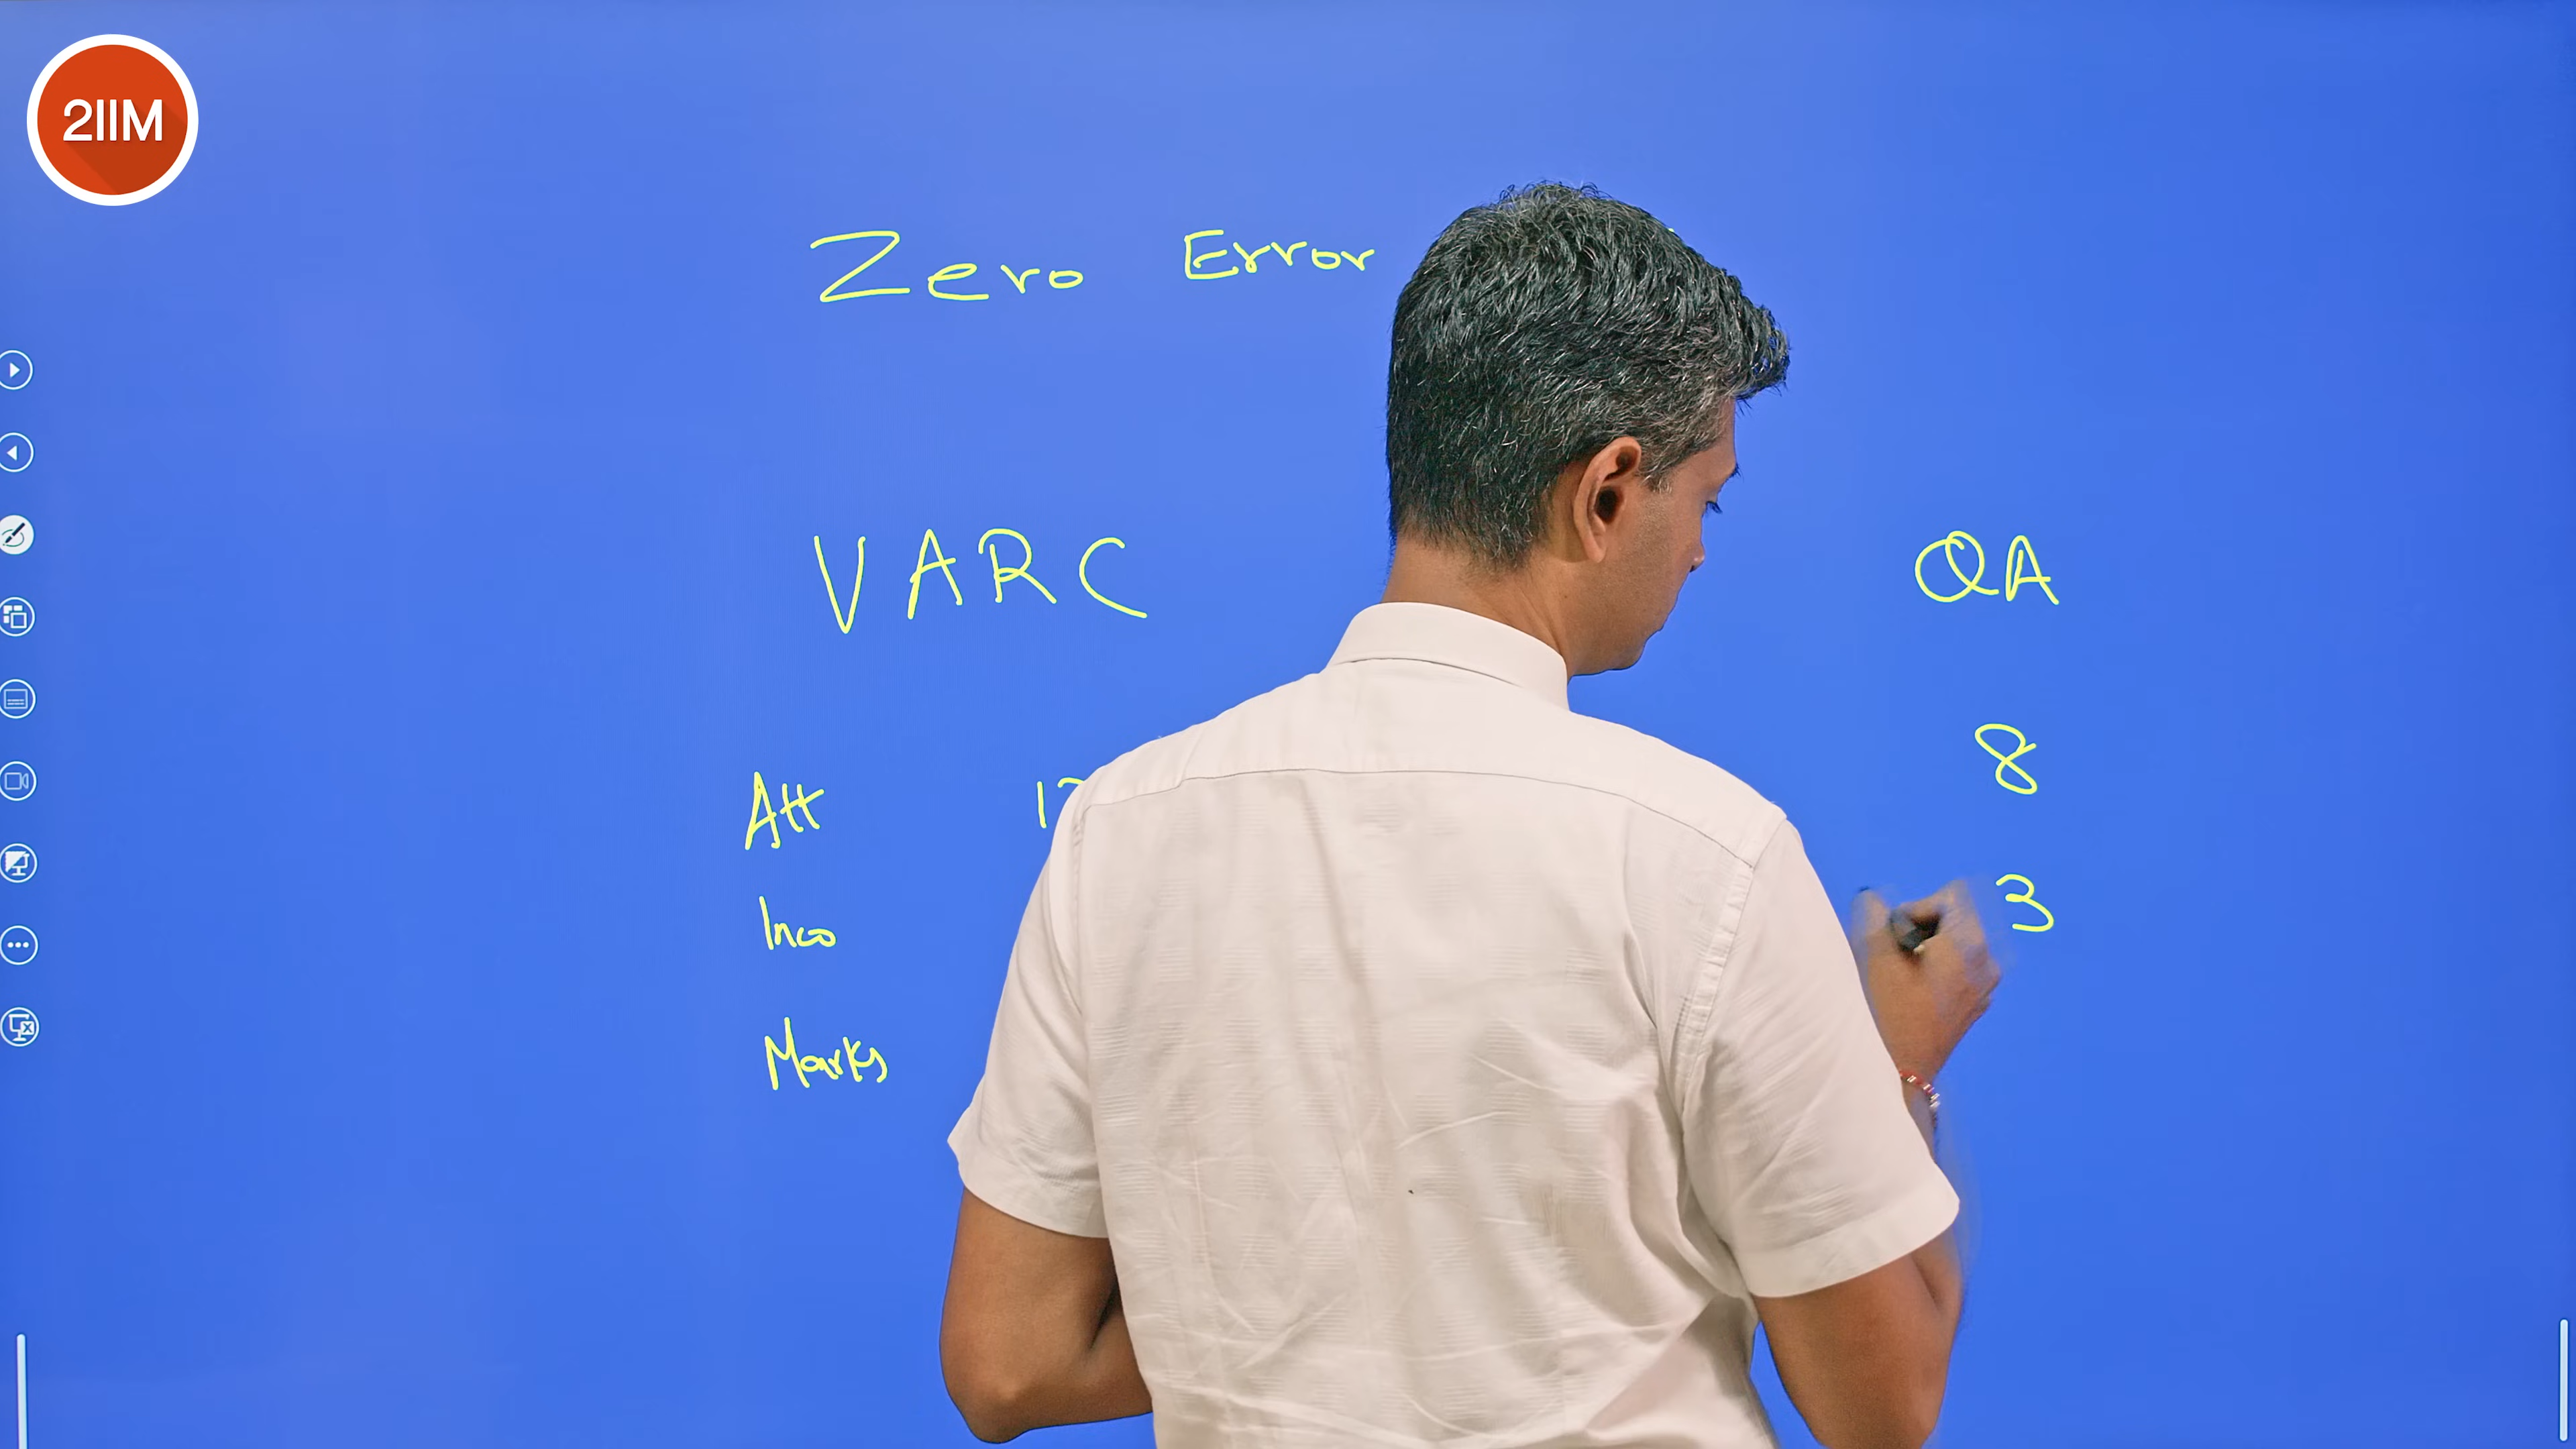 2IIM
Zero Error
VARC QA
Att 8
Inco 3
Marks